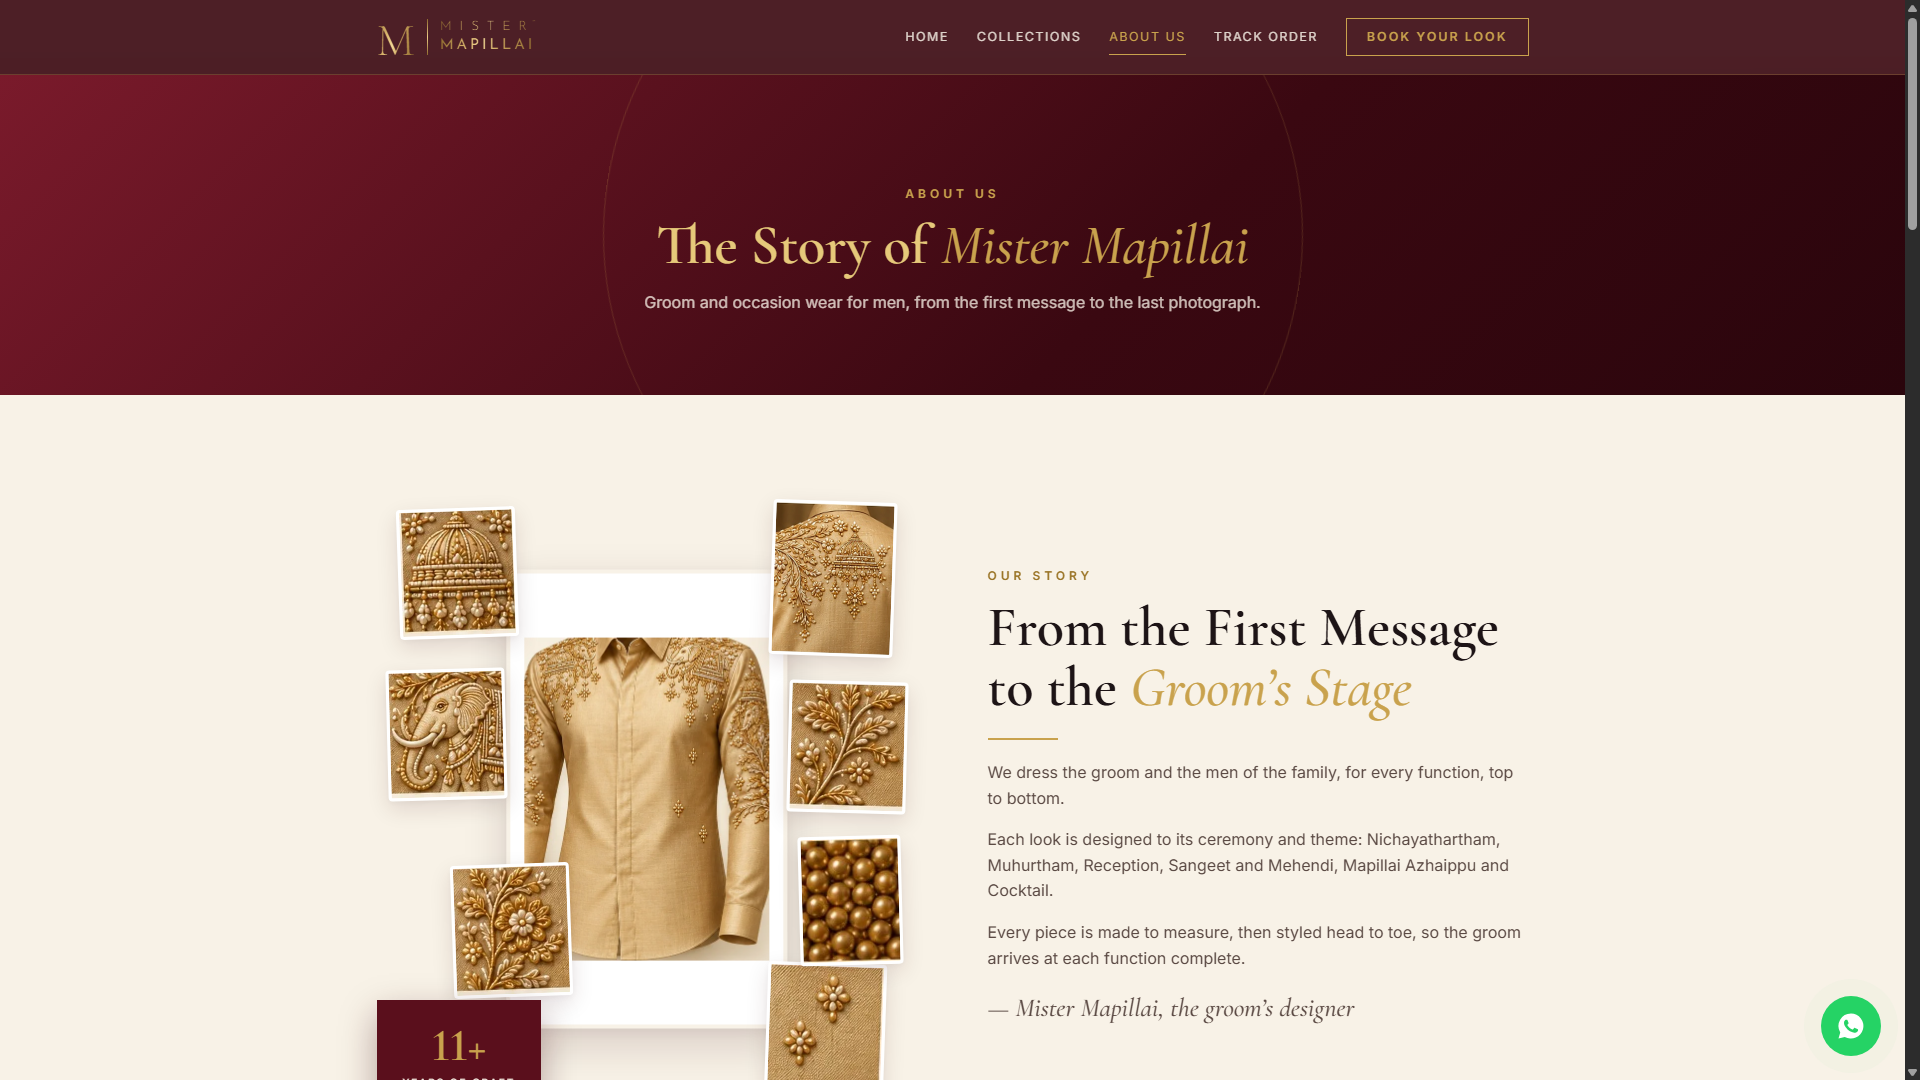 M
MISTER
MAPILLAI
HOME
COLLECTIONS
ABOUT US
TRACK ORDER
BOOK YOUR LOOK
ABOUT US
The Story of Mister Mapillai
Groom and occasion wear for men, from the first message to the last photograph.
OUR STORY
From the First Message
to the Groom’s Stage
We dress the groom and the men of the family, for every function, top
to bottom.
Each look is designed to its ceremony and theme: Nichayathartham,
Muhurtham, Reception, Sangeet and Mehendi, Mapillai Azhaippu and
Cocktail.
Every piece is made to measure, then styled head to toe, so the groom
arrives at each function complete.
— Mister Mapillai, the groom’s designer
11+